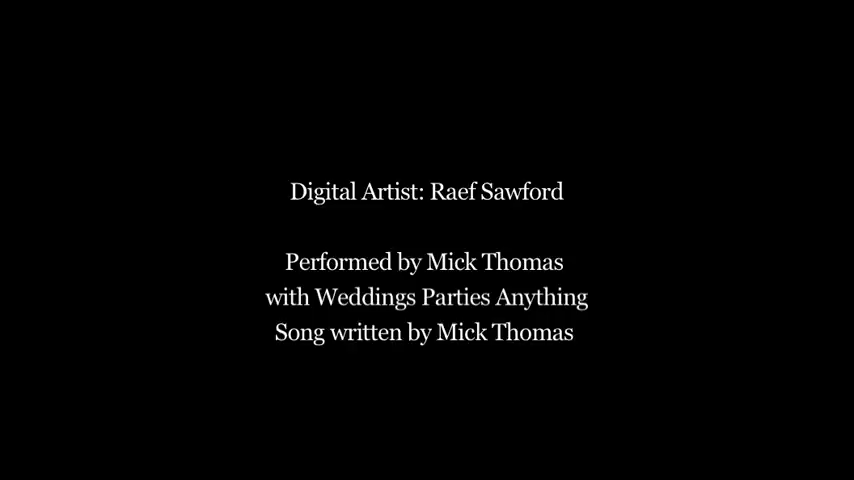 Digital Artist: Raef Sawford
Performed by Mick Thomas
with Weddings Parties Anything
Song written by Mick Thomas